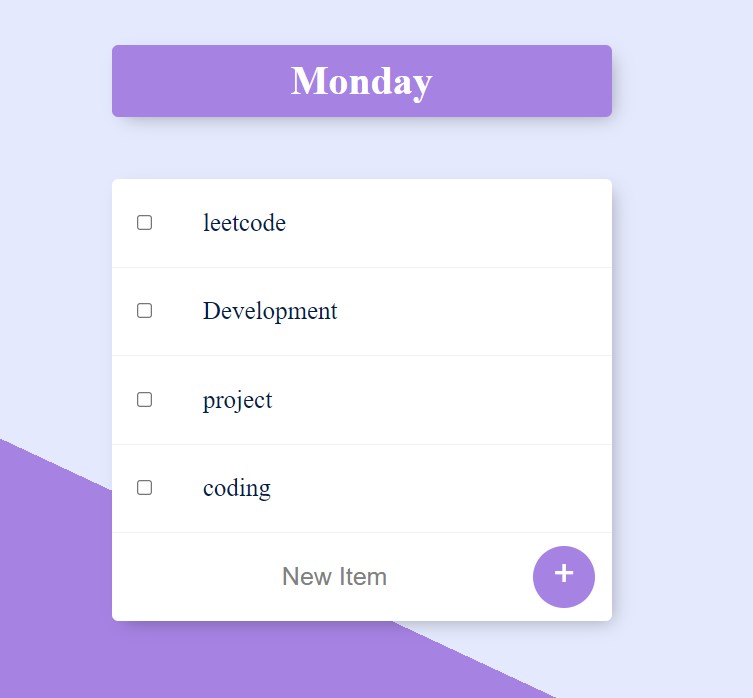 Monday
leetcode
Development
project
coding
New Item
+